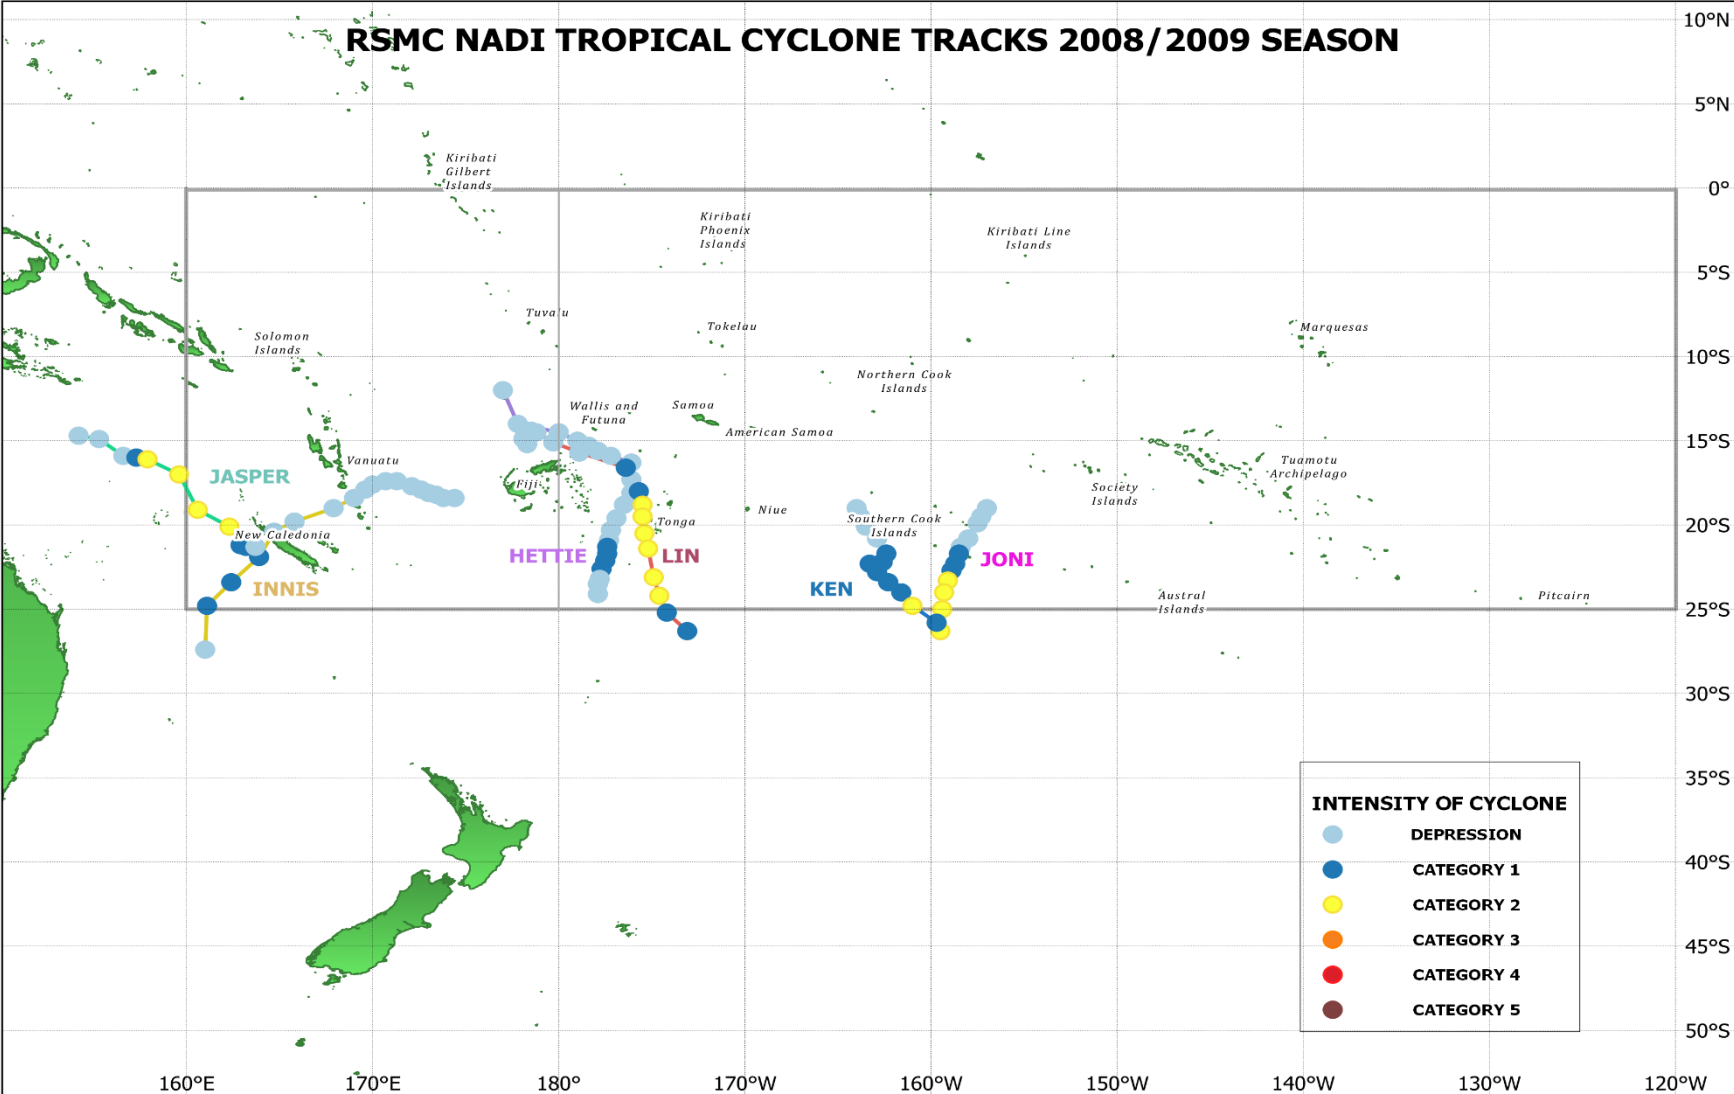 RSMC NADI TROPICAL CYCLONE TRACKS 2008/2009 SEASON
10°N
5°N
Kiribati
Gilbert
Islands
0°
Kiribati
Phoenix
Islands
Kiribati Line
Islands
5°S
Tuvalu
Tokelau
Marquesas
Solomon
Islands
10°S
Northern Cook
Islands
Wallis and
Futuna
Samoa
American Samoa
15°S
Vanuatu
JASPER
Fiji
Tuamotu
Archipelago
Society
Islands
Niue
Southern Cook
Islands
Tonga
20°S
New Caledonia
HETTIE
LIN
JONI
INNIS
KEN
Austral
Islands
Pitcairn
25°S
30°S
35°S
INTENSITY OF CYCLONE
DEPRESSION
40°S
CATEGORY 1
CATEGORY 2
CATEGORY 3
45°S
CATEGORY 4
CATEGORY 5
50°S
160°E
170°E
180°
170°W
160°W
150°W
140°W
130°W
120°W